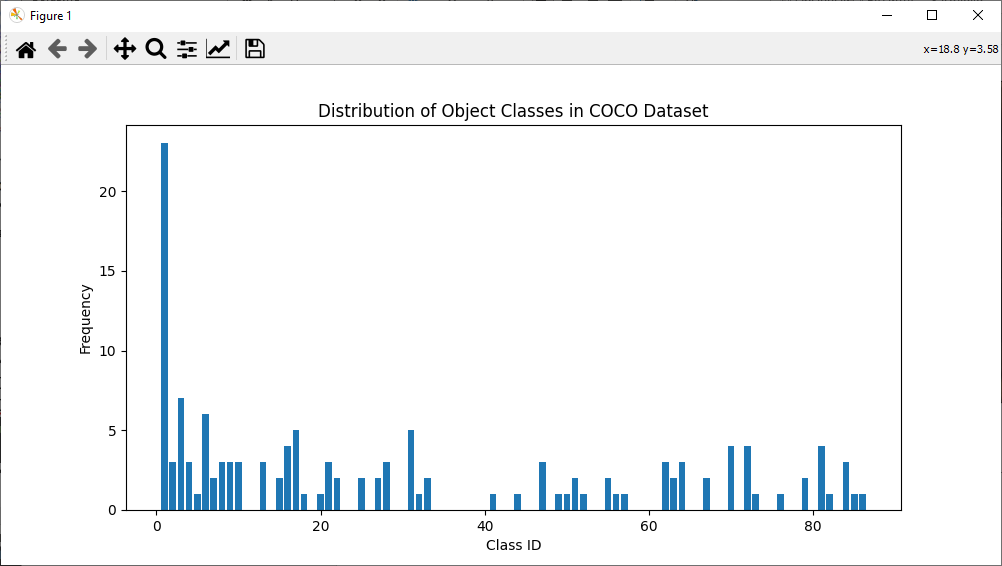 Figure 1
x=18.8 y=3.58
Distribution of Object Classes in COCO Dataset
20
15
10
5
0
Frequency
0 20 40 60 80
Class ID